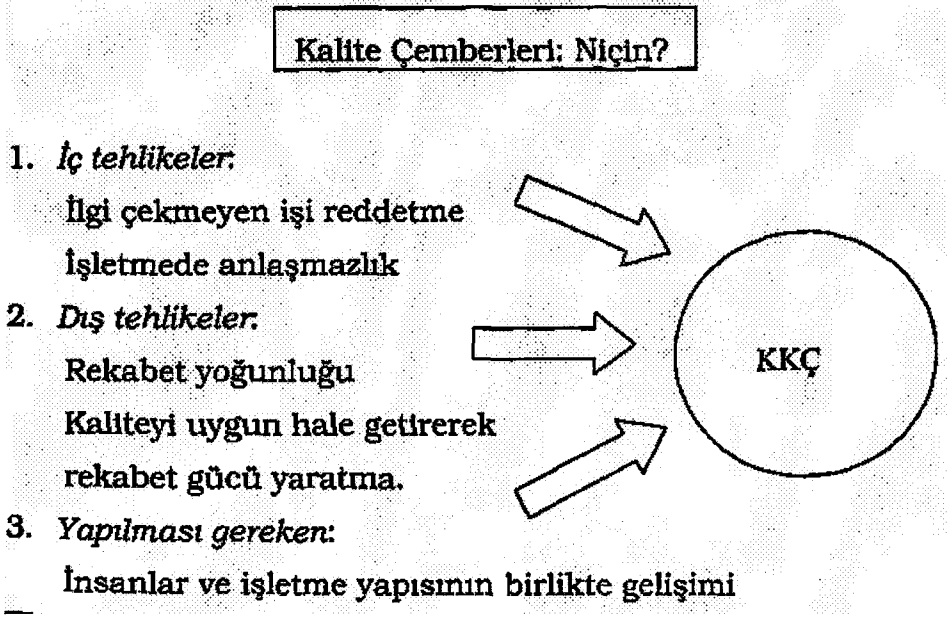 Kalite Çemberleri: Niçin?
1. İç tehlikeler:
İlgi çekmeyen işi reddetme
İşletmede anlaşmazlık
2. Dış tehlikeler:
Rekabet yoğunluğu
KKÇ
Kaliteyi uygun hale getirerek
rekabet gücü yaratma.
3. Yapılması gereken:
İnsanlar ve işletme yapısının birlikte gelişimi